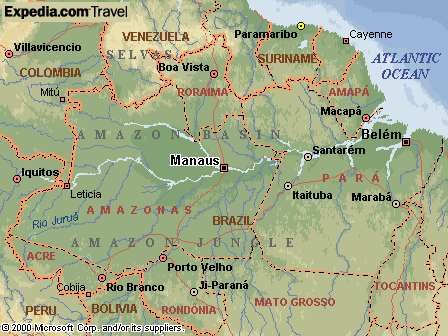 Expedia.com Travel
Paramaribo
Cayenne
VENEZUELA
Villavicencio
SELVAS
SURINAME
ATLANTIC
OCEAN
COLOMBIA
Boa Vista
Mitú
RORAIMA
AMAPÁ
Macapá
AMAZON BASIN
Belém
Santarém
Manaus
Iquitos
Leticia
PARÁ
Itaituba
Marabá
AMAZONAS
Rio Juruá
BRAZIL
AMAZON JUNGLE
ACRE
Porto Velho
Cobija
Rio Branco
Ji-Paraná
TOCANTINS
PERU
BOLIVIA
RONDÔNIA
MATO GROSSO
© 2000 Microsoft Corp. and/or its suppliers.